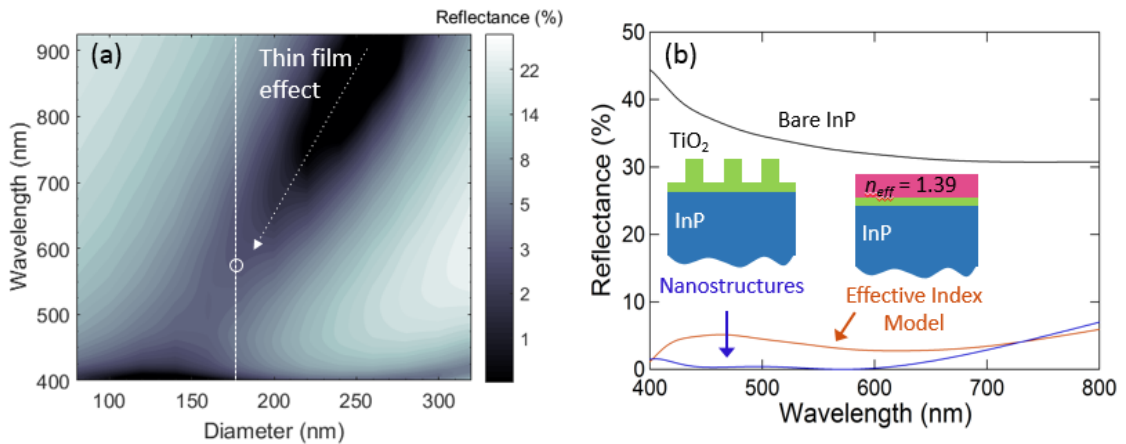 Reflectance (%)
(a)
Thin film
effect
900
800
700
600
500
400
100
150
200
250
300
Wavelength (nm)
Diameter (nm)
22
14
8
5
3
2
1
(b)
50
40
30
20
10
0
400
500
600
700
800
Reflectance (%)
Wavelength (nm)
Bare InP
TiO₂
InP
n_eff = 1.39
InP
Nanostructures
Effective Index
Model